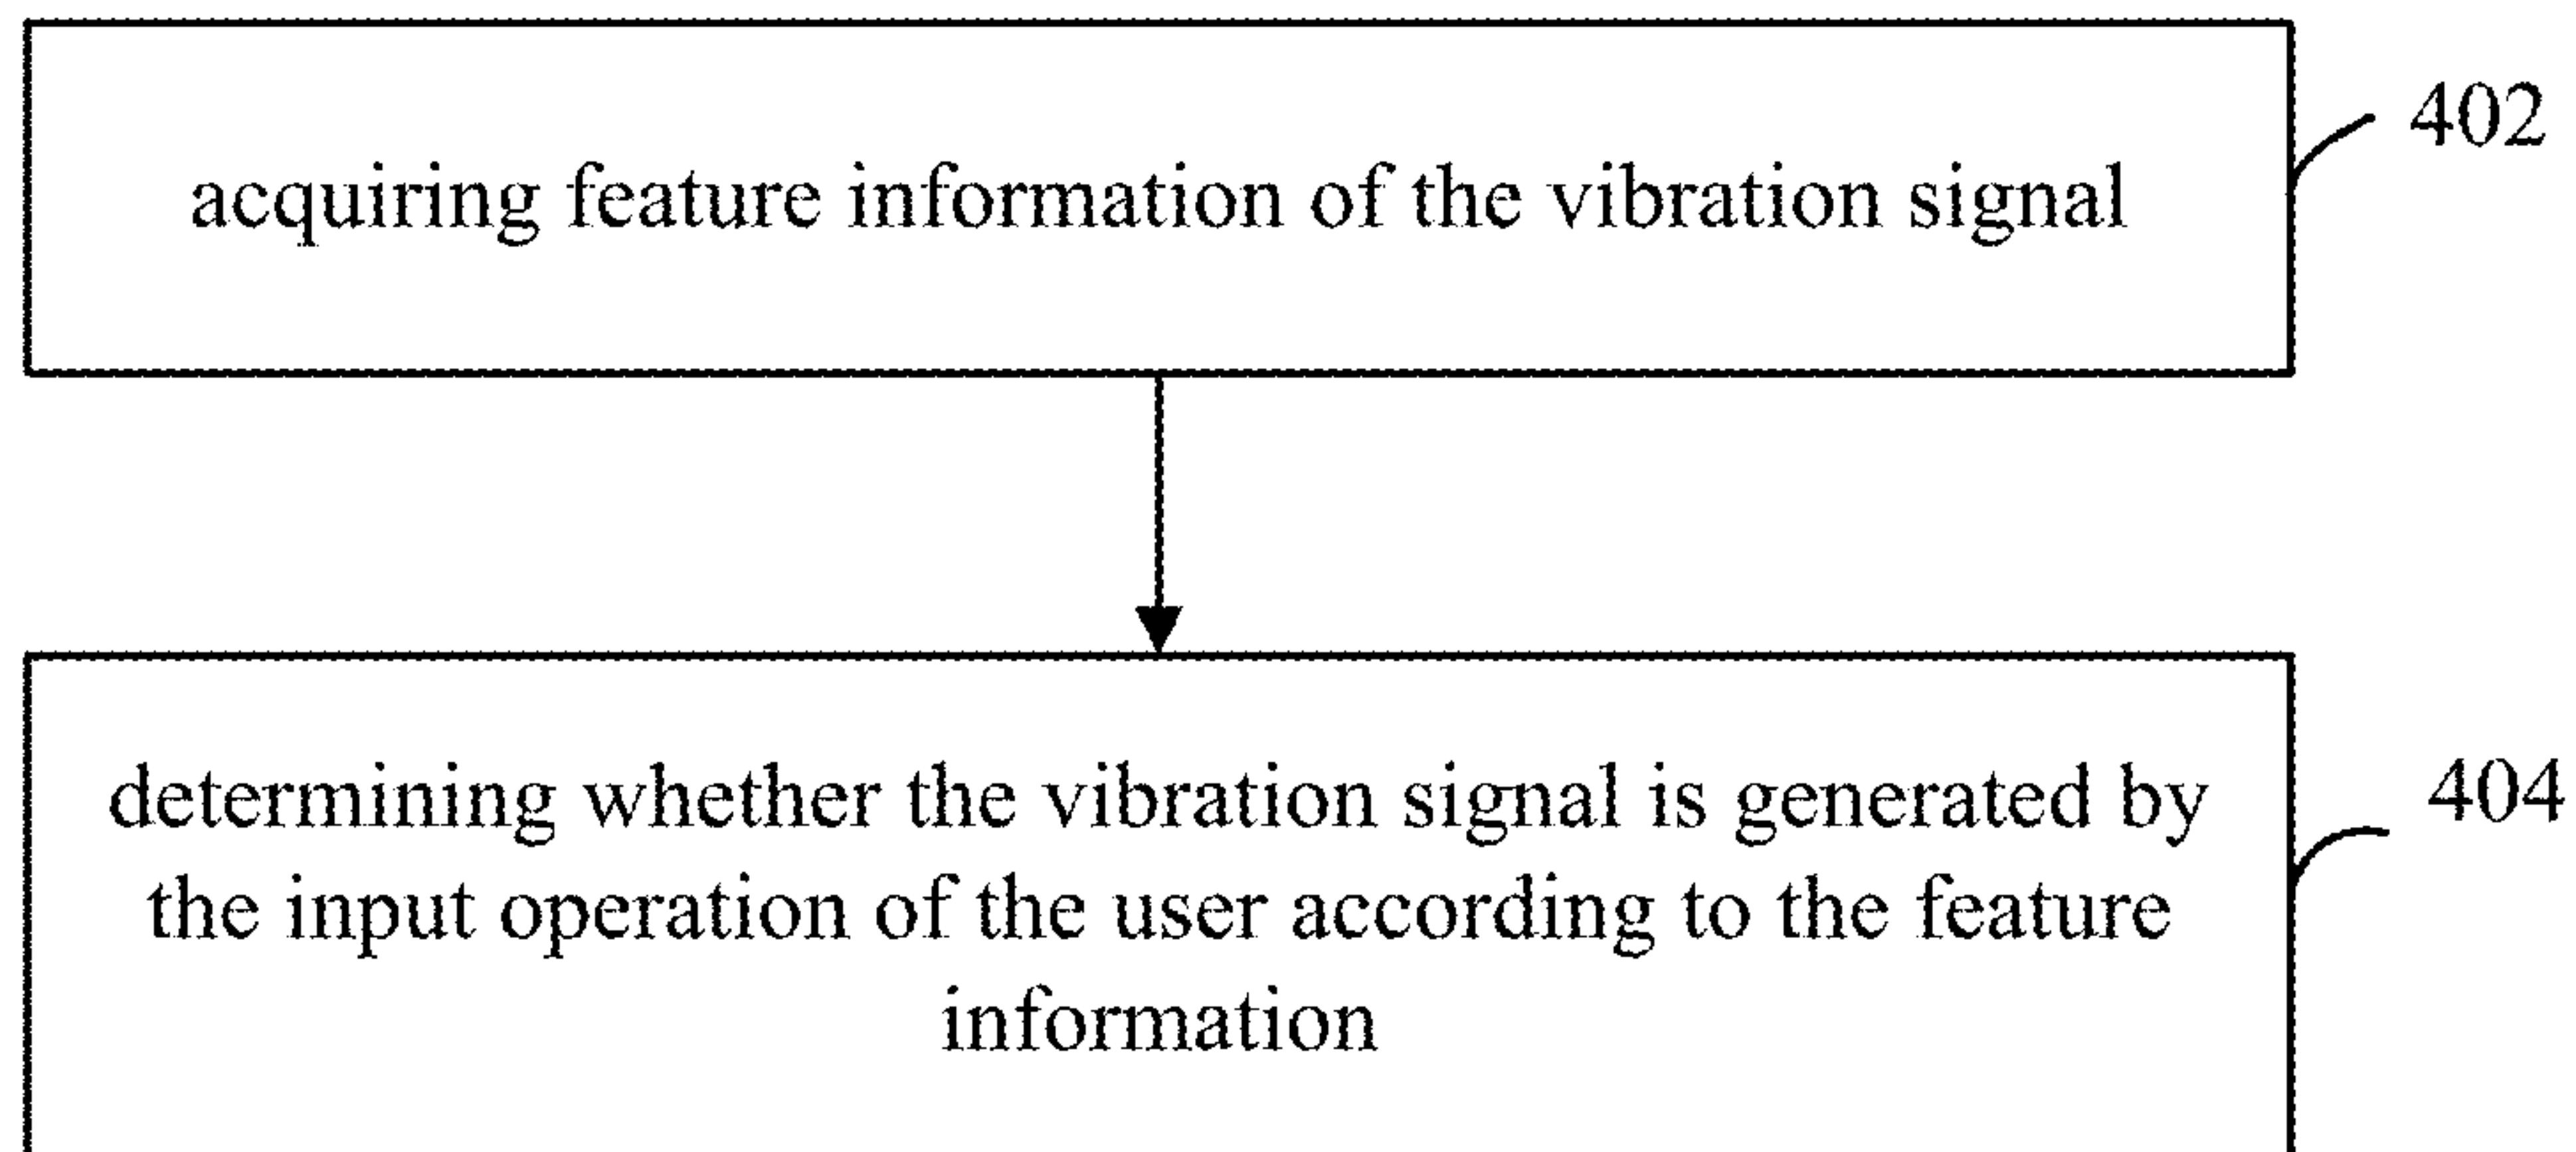 402
acquiring feature information of the vibration signal
404
determining whether the vibration signal is generated by
the input operation of the user according to the feature
information